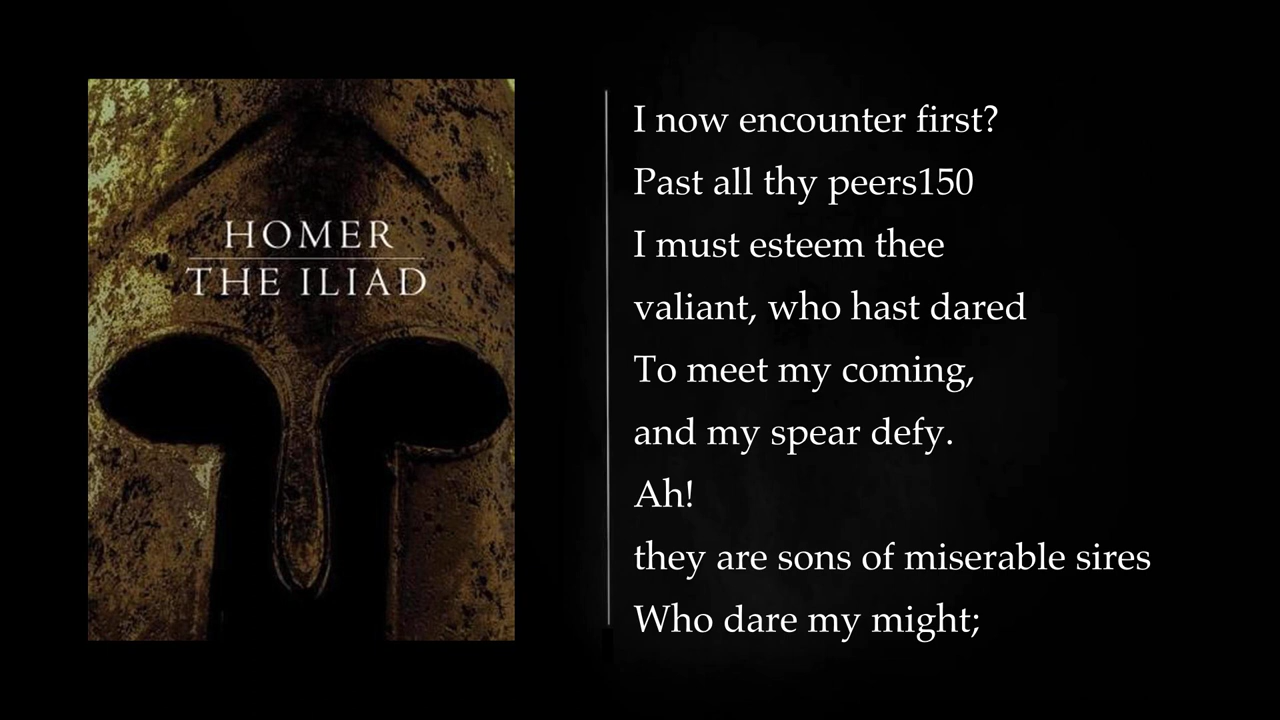 HOMER
THE ILIAD
I now encounter first?
Past all thy peers150
I must esteem thee
valiant, who hast dared
To meet my coming,
and my spear defy.
Ah!
they are sons of miserable sires
Who dare my might;